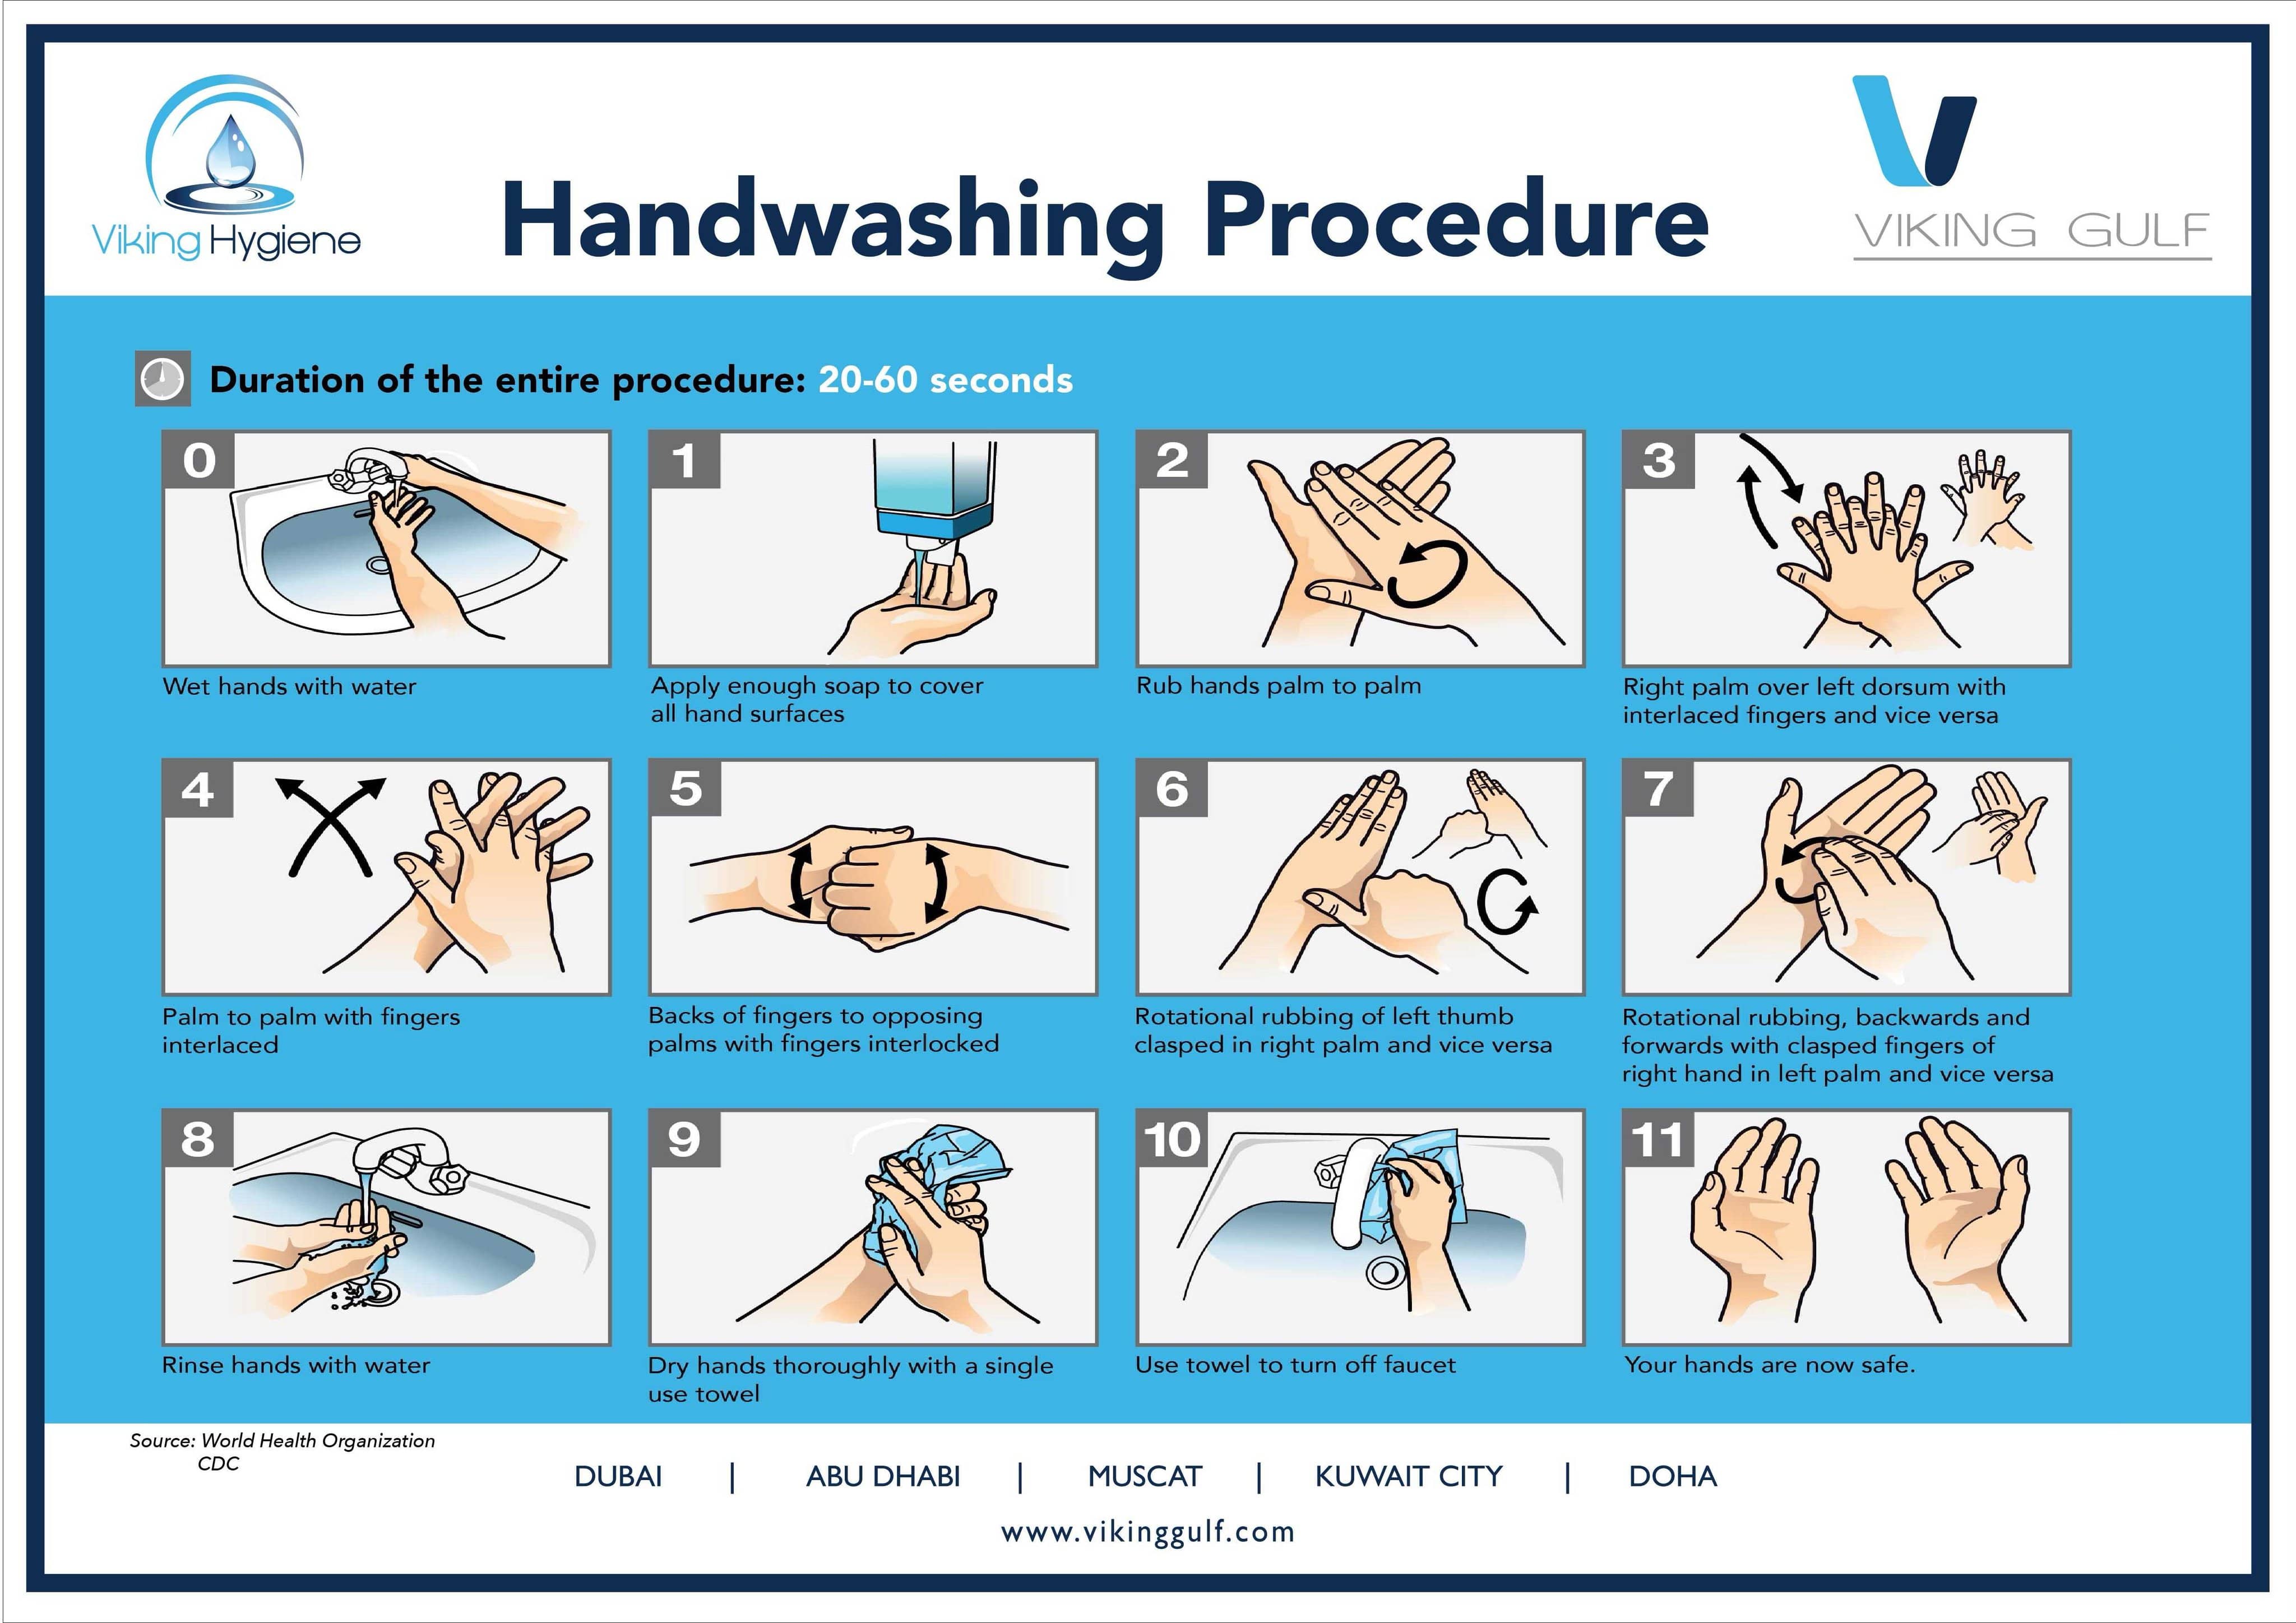 Viking Hygiene
Handwashing Procedure
VIKING GULF
Duration of the entire procedure: 20-60 seconds
0
Wet hands with water
1
Apply enough soap to cover
all hand surfaces
2
Rub hands palm to palm
3
Right palm over left dorsum with
interlaced fingers and vice versa
4
Palm to palm with fingers
interlaced
5
Backs of fingers to opposing
palms with fingers interlocked
6
Rotational rubbing of left thumb
clasped in right palm and vice versa
7
Rotational rubbing, backwards and
forwards with clasped fingers of
right hand in left palm and vice versa
8
Rinse hands with water
9
Dry hands thoroughly with a single
use towel
10
Use towel to turn off faucet
11
Your hands are now safe.
Source: World Health Organization
CDC
DUBAI | ABU DHABI | MUSCAT | KUWAIT CITY | DOHA
www.vikinggulf.com